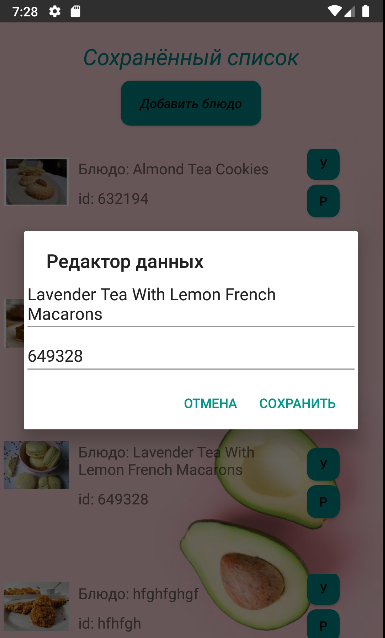 7:28
Сохранённый список
Добавить блюдо
Блюдо: Almond Tea Cookies
У
id: 632194
Р
Редактор данных
Lavender Tea With Lemon French
Macarons
649328
ОТМЕНА
СОХРАНИТЬ
Блюдо: Lavender Tea With
Lemon French Macarons
У
id: 649328
Р
Блюдо: hfghfghgf
У
id: hfhfgh
Р